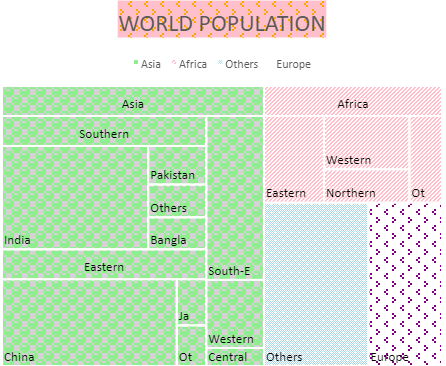 WORLD POPULATION
Asia Africa Others Europe
Asia
Africa
Southern
Pakistan
Others
India
Bangla
Eastern
China
Ja
Ot
South-E
Western
Central
Eastern
Western
Northern
Ot
Others
Europe